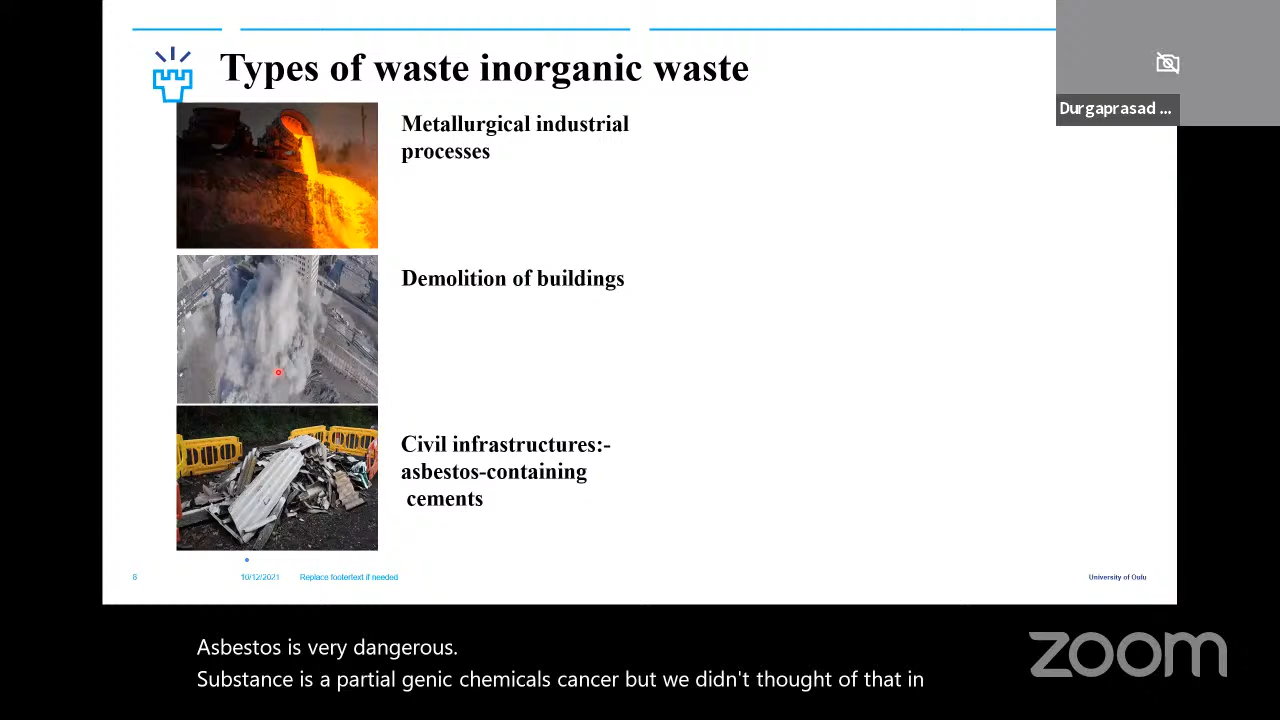 Types of waste inorganic waste
Durgaprasad ...
Metallurgical industrial
processes
Demolition of buildings
Civil infrastructures:-
asbestos-containing
cements
8
10/12/2021
Replace footertext if needed
University of Oulu
Asbestos is very dangerous.
Substance is a partial genic chemicals cancer but we didn't thought of that in
zoom